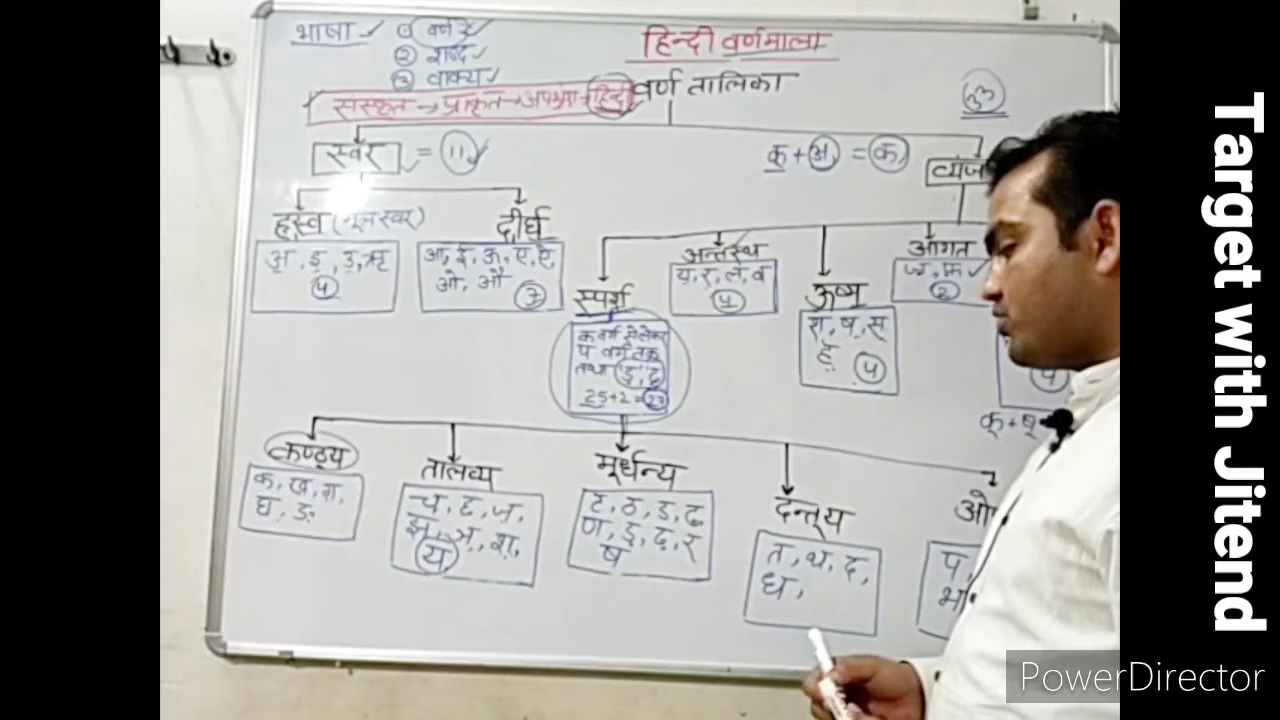 भाषा
① वर्ण
② शब्द
③ वाक्य
हिन्दी वर्णमाला
संस्कृत → प्राकृत → अपभ्रंश → हिन्दी
वर्ण तालिका
33
स्वर = 11
क् + अ = क
ह्रस्व (मूल स्वर)
अ, इ, उ, ऋ
4
दीर्घ
आ, ई, ऊ, ए, ऐ,
ओ, औ
7
स्पर्श
क वर्ग से लेकर
प वर्ग तक
तथा 'ड़', 'ढ़'
25+2=27
अन्तस्थ
य, र, ल, व
4
ऊष्म
श, ष, स
ह
4
आगत
2
क् + ष्
कण्ठ्य
क, ख, ग,
घ, ङ
तालव्य
च, छ, ज,
झ, ञ, श,
य
मूर्धन्य
ट, ठ, ड, ढ
ण, ड़, ढ़, र
ष
दन्त्य
त, थ, द,
ध,
प,
भ
Target with Jitend
PowerDirector